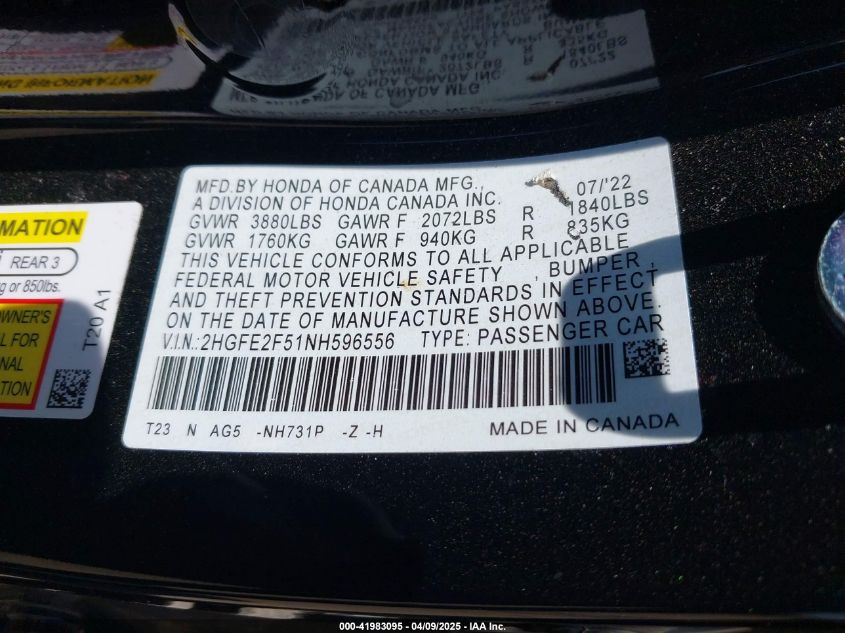 MFD.BY HONDA OF CANADA MFG., 07/'22
A DIVISION OF HONDA CANADA INC.
GVWR 3880LBS GAWR F 2072LBS R 1840LBS
GVWR 1760KG GAWR F 940KG R 835KG
THIS VEHICLE CONFORMS TO ALL APPLICABLE
FEDERAL MOTOR VEHICLE SAFETY , BUMPER ,
AND THEFT PREVENTION STANDARDS IN EFFECT
ON THE DATE OF MANUFACTURE SHOWN ABOVE.
V.I.N.:2HGFE2F51NH596556 TYPE: PASSENGER CAR
T23 N AG5 -NH731P -Z -H MADE IN CANADA
REAR 3
or 850lbs.
OWNER'S
FOR
T20 A1
000-41983095 - 04/09/2025 - IAA Inc.